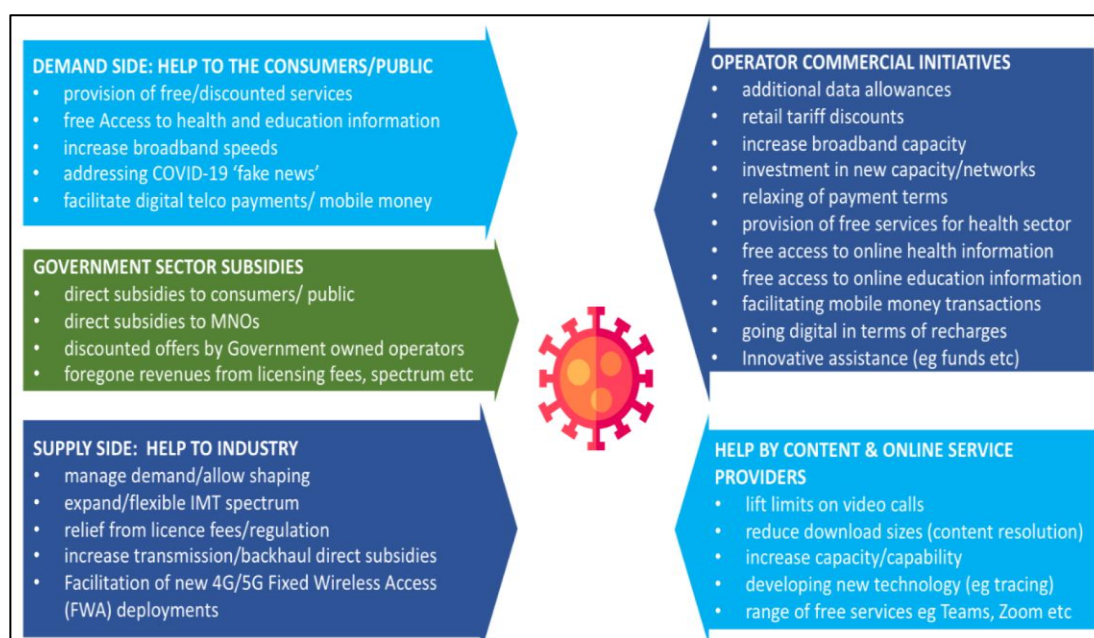 DEMAND SIDE: HELP TO THE CONSUMERS/PUBLIC
• provision of free/discounted services
• free Access to health and education information
• increase broadband speeds
• addressing COVID-19 ‘fake news’
• facilitate digital telco payments/ mobile money
GOVERNMENT SECTOR SUBSIDIES
• direct subsidies to consumers/ public
• direct subsidies to MNOs
• discounted offers by Government owned operators
• foregone revenues from licensing fees, spectrum etc
SUPPLY SIDE: HELP TO INDUSTRY
• manage demand/allow shaping
• expand/flexible IMT spectrum
• relief from licence fees/regulation
• increase transmission/backhaul direct subsidies
• Facilitation of new 4G/5G Fixed Wireless Access
(FWA) deployments
OPERATOR COMMERCIAL INITIATIVES
• additional data allowances
• retail tariff discounts
• increase broadband capacity
• investment in new capacity/networks
• relaxing of payment terms
• provision of free services for health sector
• free access to online health information
• free access to online education information
• facilitating mobile money transactions
• going digital in terms of recharges
• Innovative assistance (eg funds etc)
HELP BY CONTENT & ONLINE SERVICE
PROVIDERS
• lift limits on video calls
• reduce download sizes (content resolution)
• increase capacity/capability
• developing new technology (eg tracing)
• range of free services eg Teams, Zoom etc